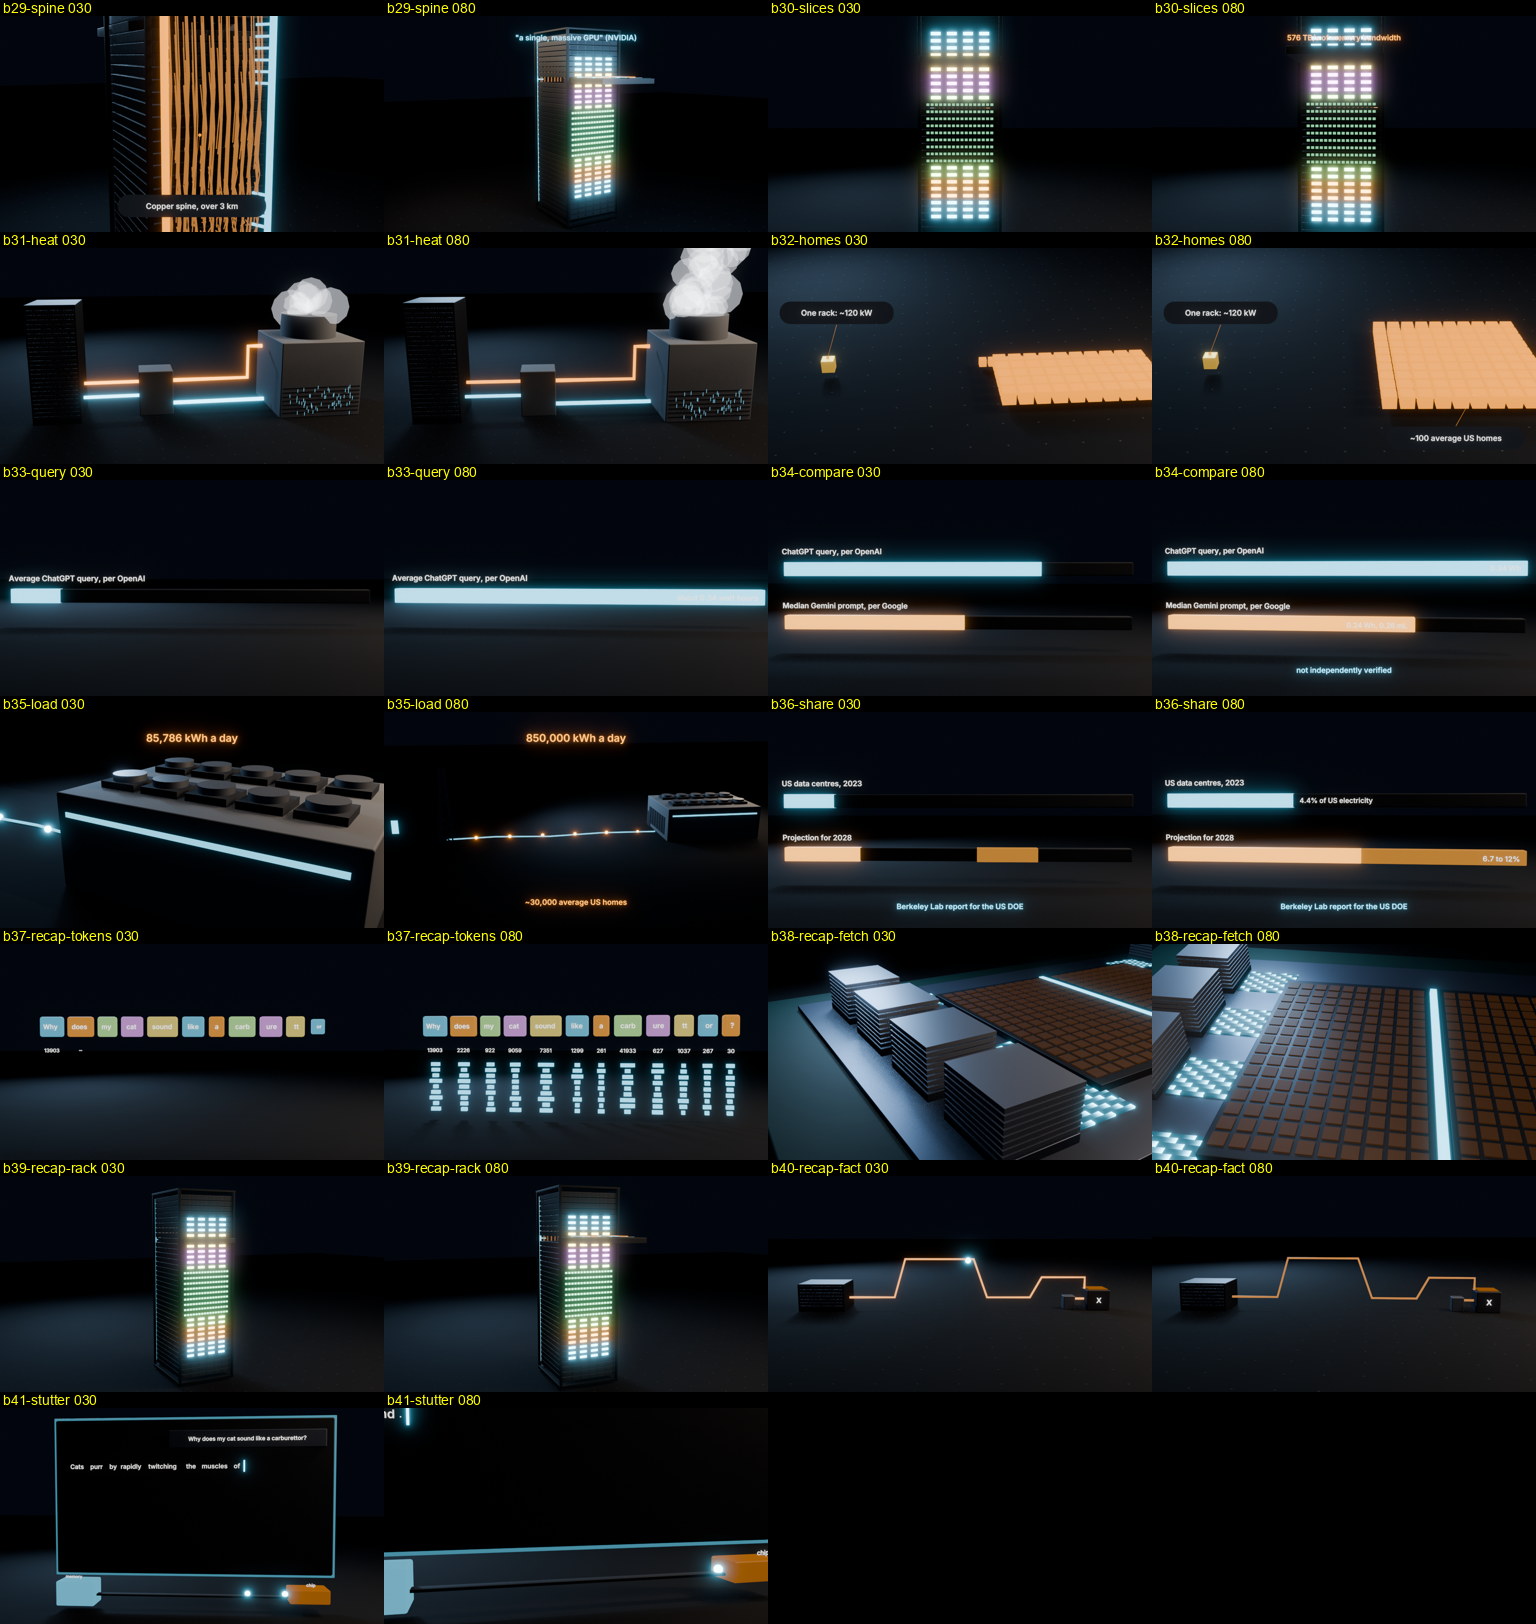 b29-spine 030
b29-spine 080
b30-slices 030
b30-slices 080
"a single, massive GPU" (NVIDIA)
576 TB
bandwidth
Copper spine, over 3 km
b31-heat 030
b31-heat 080
b32-homes 030
b32-homes 080
One rack: ~120 kW
One rack: ~120 kW
~100 average US homes
b33-query 030
b33-query 080
b34-compare 030
b34-compare 080
Average ChatGPT query, per OpenAI
Average ChatGPT query, per OpenAI
ChatGPT query, per OpenAI
Median Gemini prompt, per Google
ChatGPT query, per OpenAI
Median Gemini prompt, per Google
not independently verified
b35-load 030
b35-load 080
b36-share 030
b36-share 080
85,786 kWh a day
850,000 kWh a day
~30,000 average US homes
US data centres, 2023
Projection for 2028
Berkeley Lab report for the US DOE
US data centres, 2023
4.4% of US electricity
Projection for 2028
6.7 to 12%
Berkeley Lab report for the US DOE
b37-recap-tokens 030
b37-recap-tokens 080
b38-recap-fetch 030
b38-recap-fetch 080
Why does my cat sound like a carb ure tt or
13903
Why does my cat sound like a carb ure tt or ?
13903 2226 922 9059 7351 1299 261 41933 627 1037 267 30
b39-recap-rack 030
b39-recap-rack 080
b40-recap-fact 030
b40-recap-fact 080
X
X
b41-stutter 030
b41-stutter 080
Why does my cat sound like a carburettor?
Cats purr by rapidly twitching the muscles of
memory
chip
nd .
chip